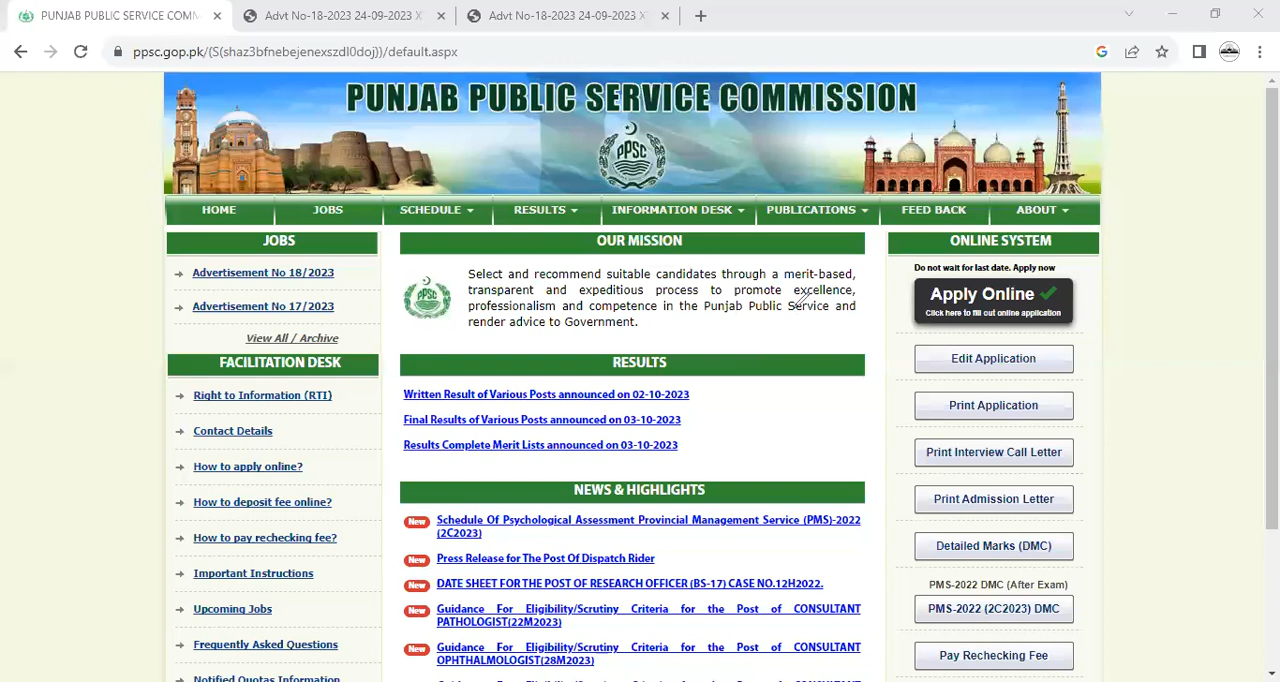 PUNJAB PUBLIC SERVICE COMM
Advt No-18-2023 24-09-2023 X
Advt No-18-2023 24-09-2023 X
ppsc.gop.pk/(S(shaz3bfnebejenexszdl0doj))/default.aspx
PUNJAB PUBLIC SERVICE COMMISSION
PPSC
HOME
JOBS
SCHEDULE
RESULTS
INFORMATION DESK
PUBLICATIONS
FEED BACK
ABOUT
JOBS
Advertisement No 18/2023
Advertisement No 17/2023
View All / Archive
FACILITATION DESK
Right to Information (RTI)
Contact Details
How to apply online?
How to deposit fee online?
How to pay rechecking fee?
Important Instructions
Upcoming Jobs
Frequently Asked Questions
Notified Quotas Information
OUR MISSION
PPSC
Select and recommend suitable candidates through a merit-based,
transparent and expeditious process to promote excellence,
professionalism and competence in the Punjab Public Service and
render advice to Government.
RESULTS
Written Result of Various Posts announced on 02-10-2023
Final Results of Various Posts announced on 03-10-2023
Results Complete Merit Lists announced on 03-10-2023
NEWS & HIGHLIGHTS
New Schedule Of Psychological Assessment Provincial Management Service (PMS)-2022
(2C2023)
New Press Release for The Post Of Dispatch Rider
New DATE SHEET FOR THE POST OF RESEARCH OFFICER (BS-17) CASE NO.12H2022.
New Guidance For Eligibility/Scrutiny Criteria for the Post of CONSULTANT
PATHOLOGIST(22M2023)
New Guidance For Eligibility/Scrutiny Criteria for the Post of CONSULTANT
OPHTHALMOLOGIST(28M2023)
ONLINE SYSTEM
Do not wait for last date. Apply now
Apply Online
Click here to fill out online application
Edit Application
Print Application
Print Interview Call Letter
Print Admission Letter
Detailed Marks (DMC)
PMS-2022 DMC (After Exam)
PMS-2022 (2C2023) DMC
Pay Rechecking Fee